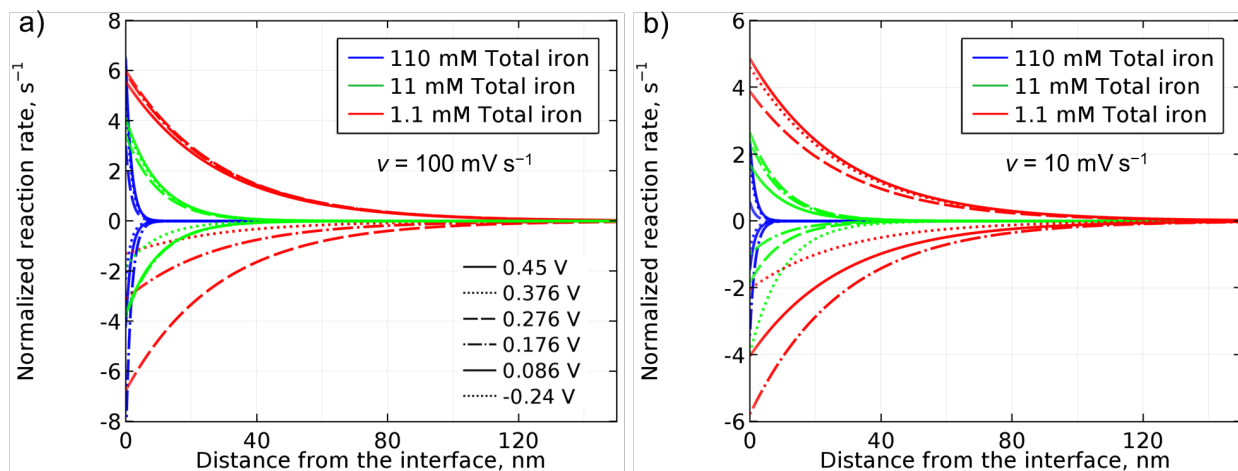 a)
Normalized reaction rate, s⁻¹
8
6
4
2
0
-2
-4
-6
-8
110 mM Total iron
11 mM Total iron
1.1 mM Total iron
v = 100 mV s⁻¹
0.45 V
0.376 V
0.276 V
0.176 V
0.086 V
-0.24 V
0 40 80 120
Distance from the interface, nm
b)
Normalized reaction rate, s⁻¹
6
4
2
0
-2
-4
-6
110 mM Total iron
11 mM Total iron
1.1 mM Total iron
v = 10 mV s⁻¹
0 40 80 120
Distance from the interface, nm